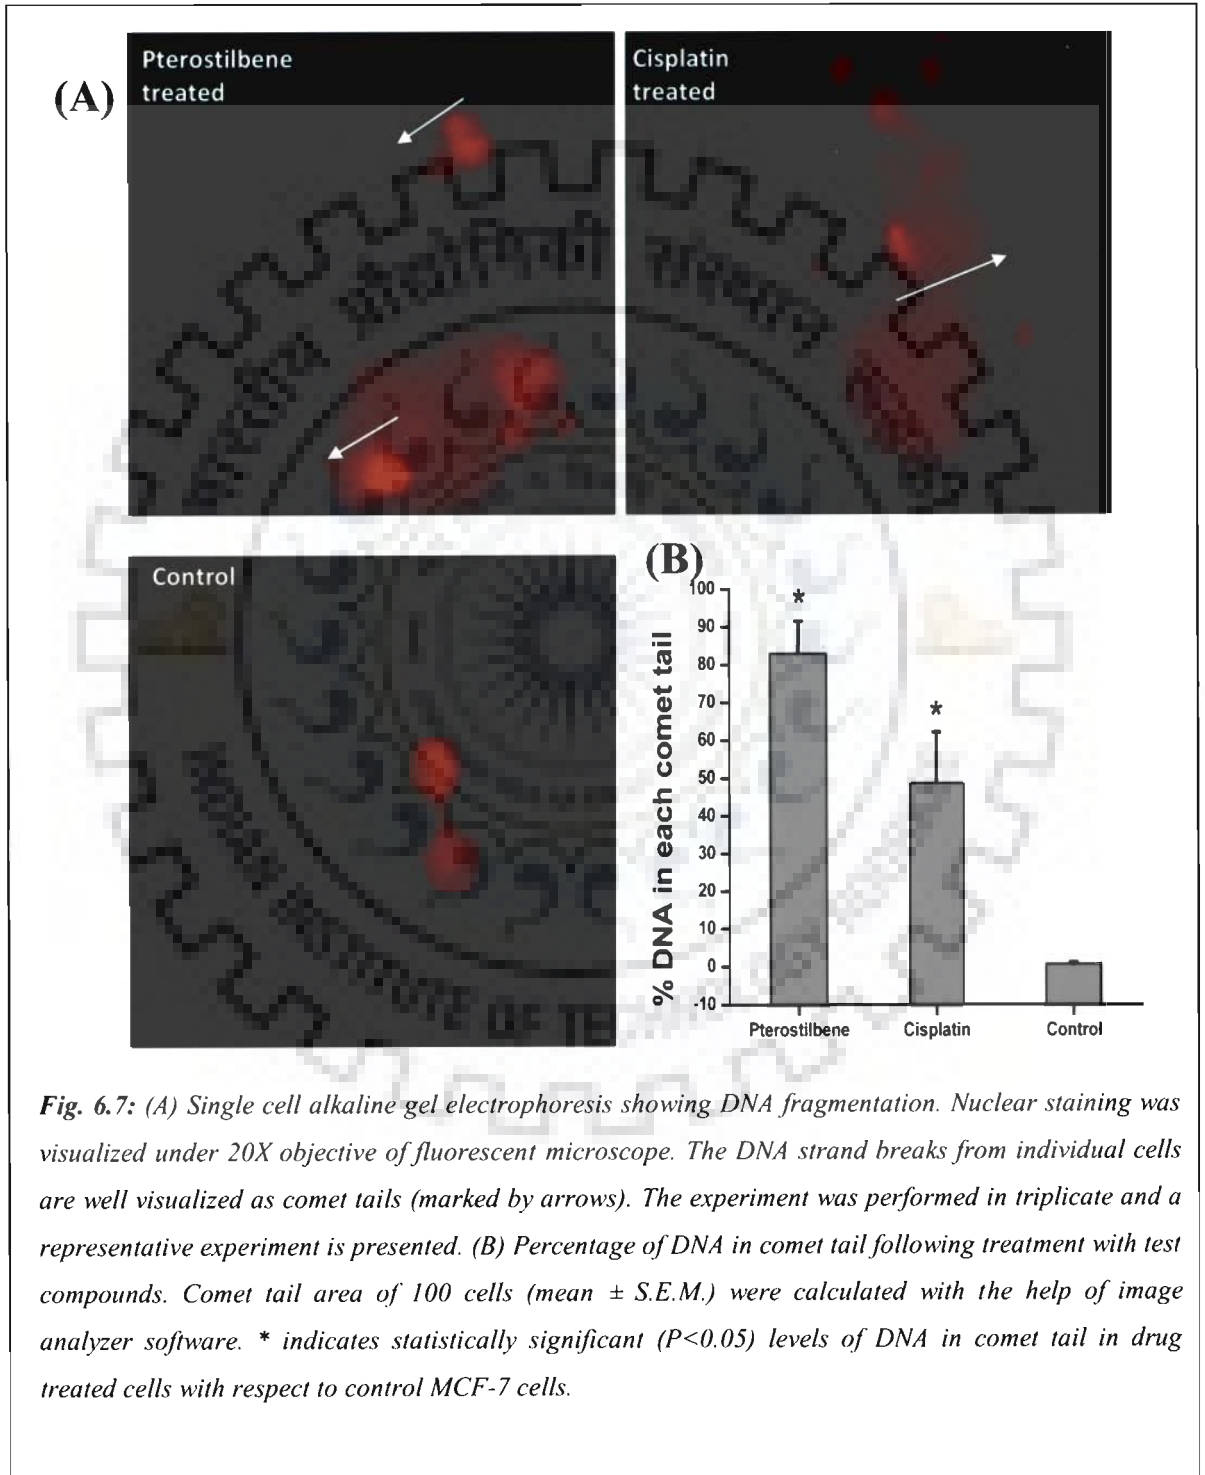 (A)
Pterostilbene
treated
Cisplatin
treated
Control
(B)
% DNA in each comet tail
100
90
80
70
60
50
40
30
20
10
0
-10
*
*
Pterostilbene
Cisplatin
Control
INDIAN INSTITUTE OF TE
Fig. 6.7: (A) Single cell alkaline gel electrophoresis showing DNA fragmentation. Nuclear staining was
visualized under 20X objective of fluorescent microscope. The DNA strand breaks from individual cells
are well visualized as comet tails (marked by arrows). The experiment was performed in triplicate and a
representative experiment is presented. (B) Percentage of DNA in comet tail following treatment with test
compounds. Comet tail area of 100 cells (mean ± S.E.M.) were calculated with the help of image
analyzer software. * indicates statistically significant (P<0.05) levels of DNA in comet tail in drug
treated cells with respect to control MCF-7 cells.